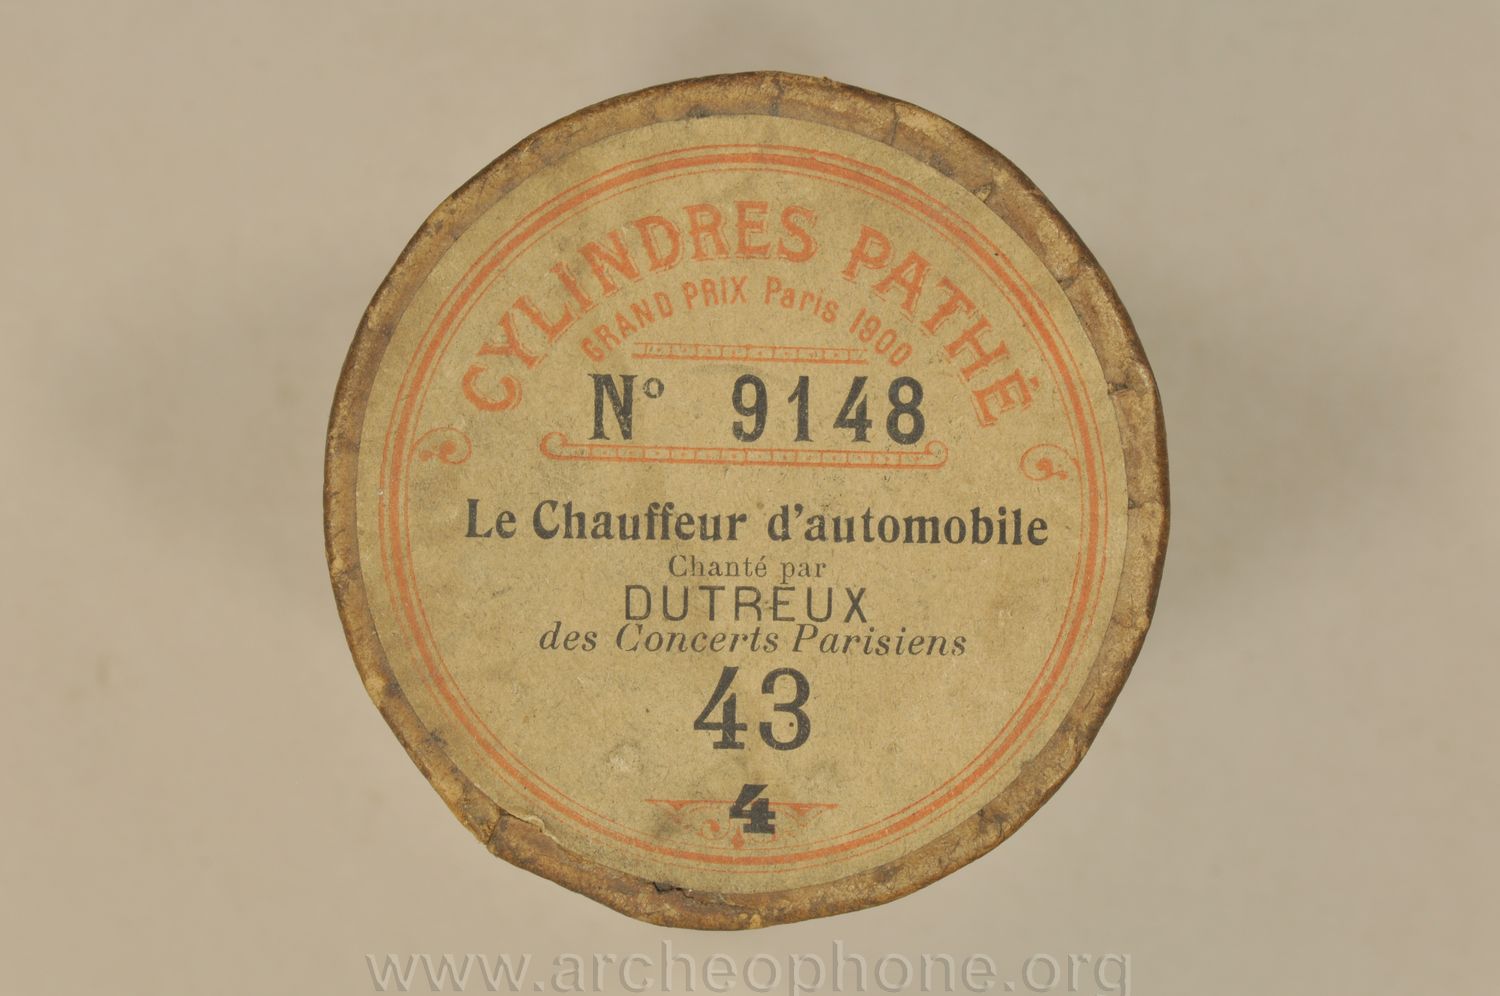 CYLINDRES PATHÉ
GRAND PRIX Paris 1900
Nº 9148
Le Chauffeur d'automobile
Chanté par
DUTREUX
des Concerts Parisiens
43
4
www.archeophone.org